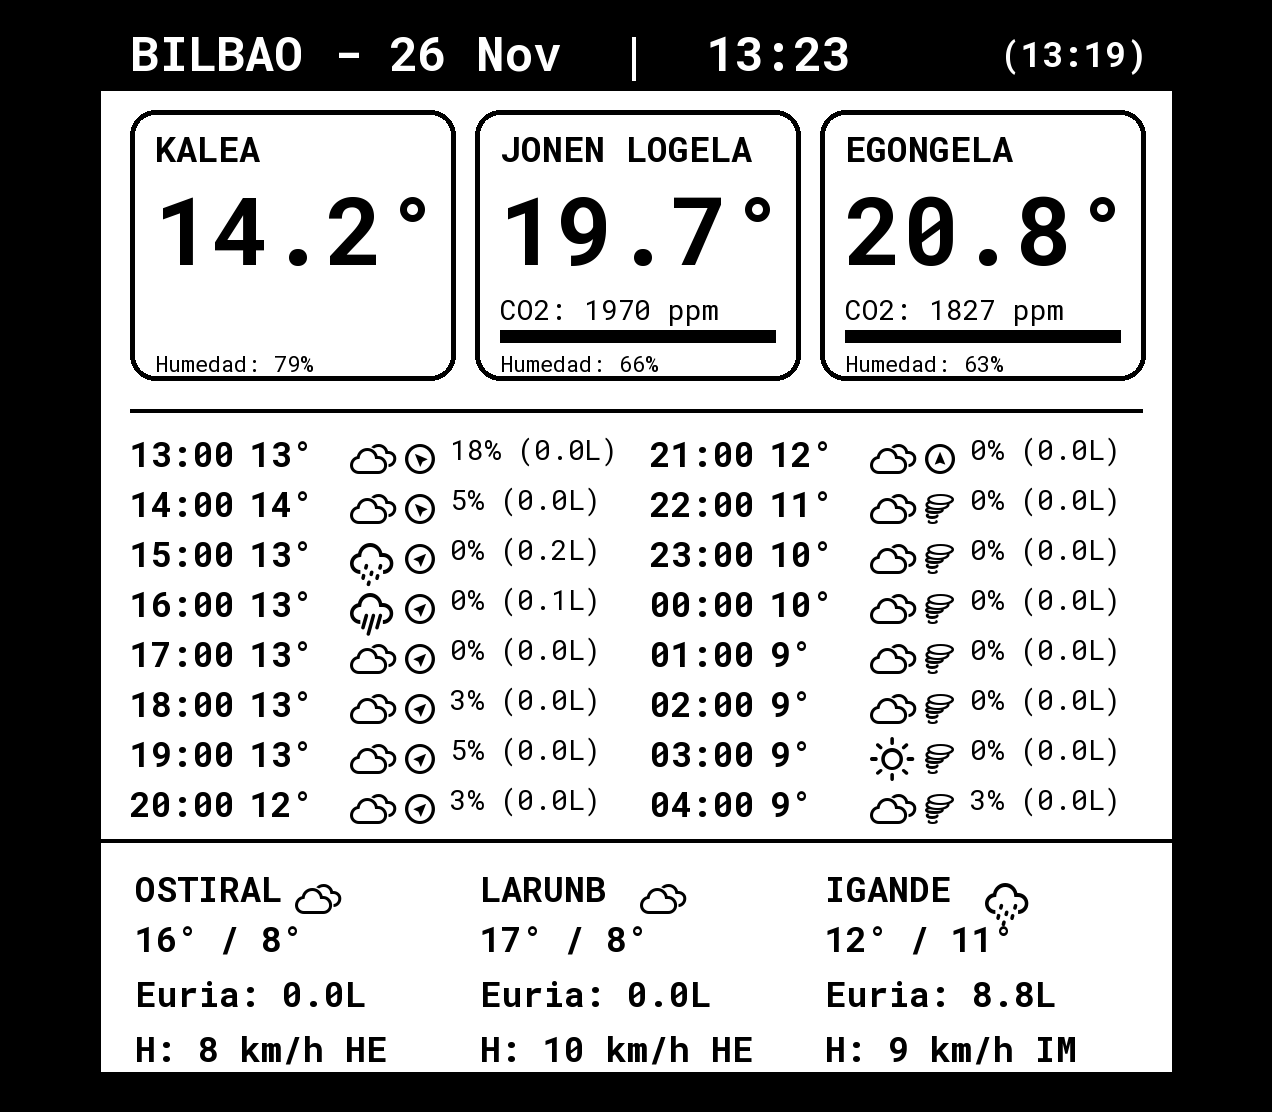 BILBAO - 26 Nov | 13:23 (13:19)
KALEA
14.2°
Humedad: 79%
JONEN LOGELA
19.7°
CO2: 1970 ppm
Humedad: 66%
EGONGELA
20.8°
CO2: 1827 ppm
Humedad: 63%
13:00 13° 18% (0.0L)
14:00 14° 5% (0.0L)
15:00 13° 0% (0.2L)
16:00 13° 0% (0.1L)
17:00 13° 0% (0.0L)
18:00 13° 3% (0.0L)
19:00 13° 5% (0.0L)
20:00 12° 3% (0.0L)
21:00 12° 0% (0.0L)
22:00 11° 0% (0.0L)
23:00 10° 0% (0.0L)
00:00 10° 0% (0.0L)
01:00 9° 0% (0.0L)
02:00 9° 0% (0.0L)
03:00 9° 0% (0.0L)
04:00 9° 3% (0.0L)
OSTIRAL
16° / 8°
Euria: 0.0L
H: 8 km/h HE
LARUNB
17° / 8°
Euria: 0.0L
H: 10 km/h HE
IGANDE
12° / 11°
Euria: 8.8L
H: 9 km/h IM